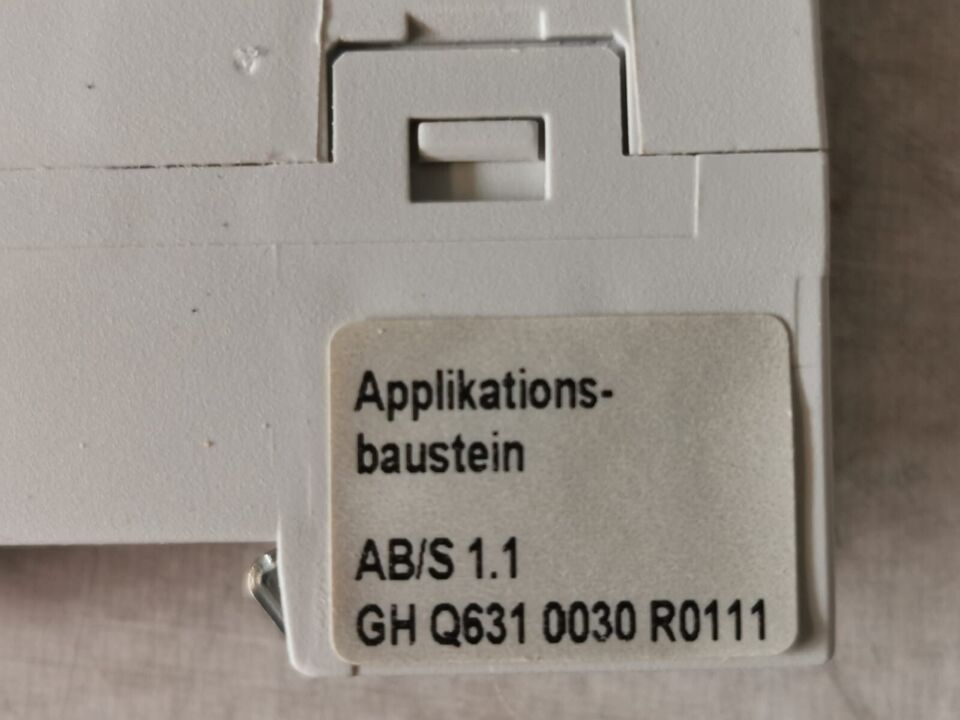 Applikations-
baustein
AB/S 1.1
GH Q631 0030 R0111